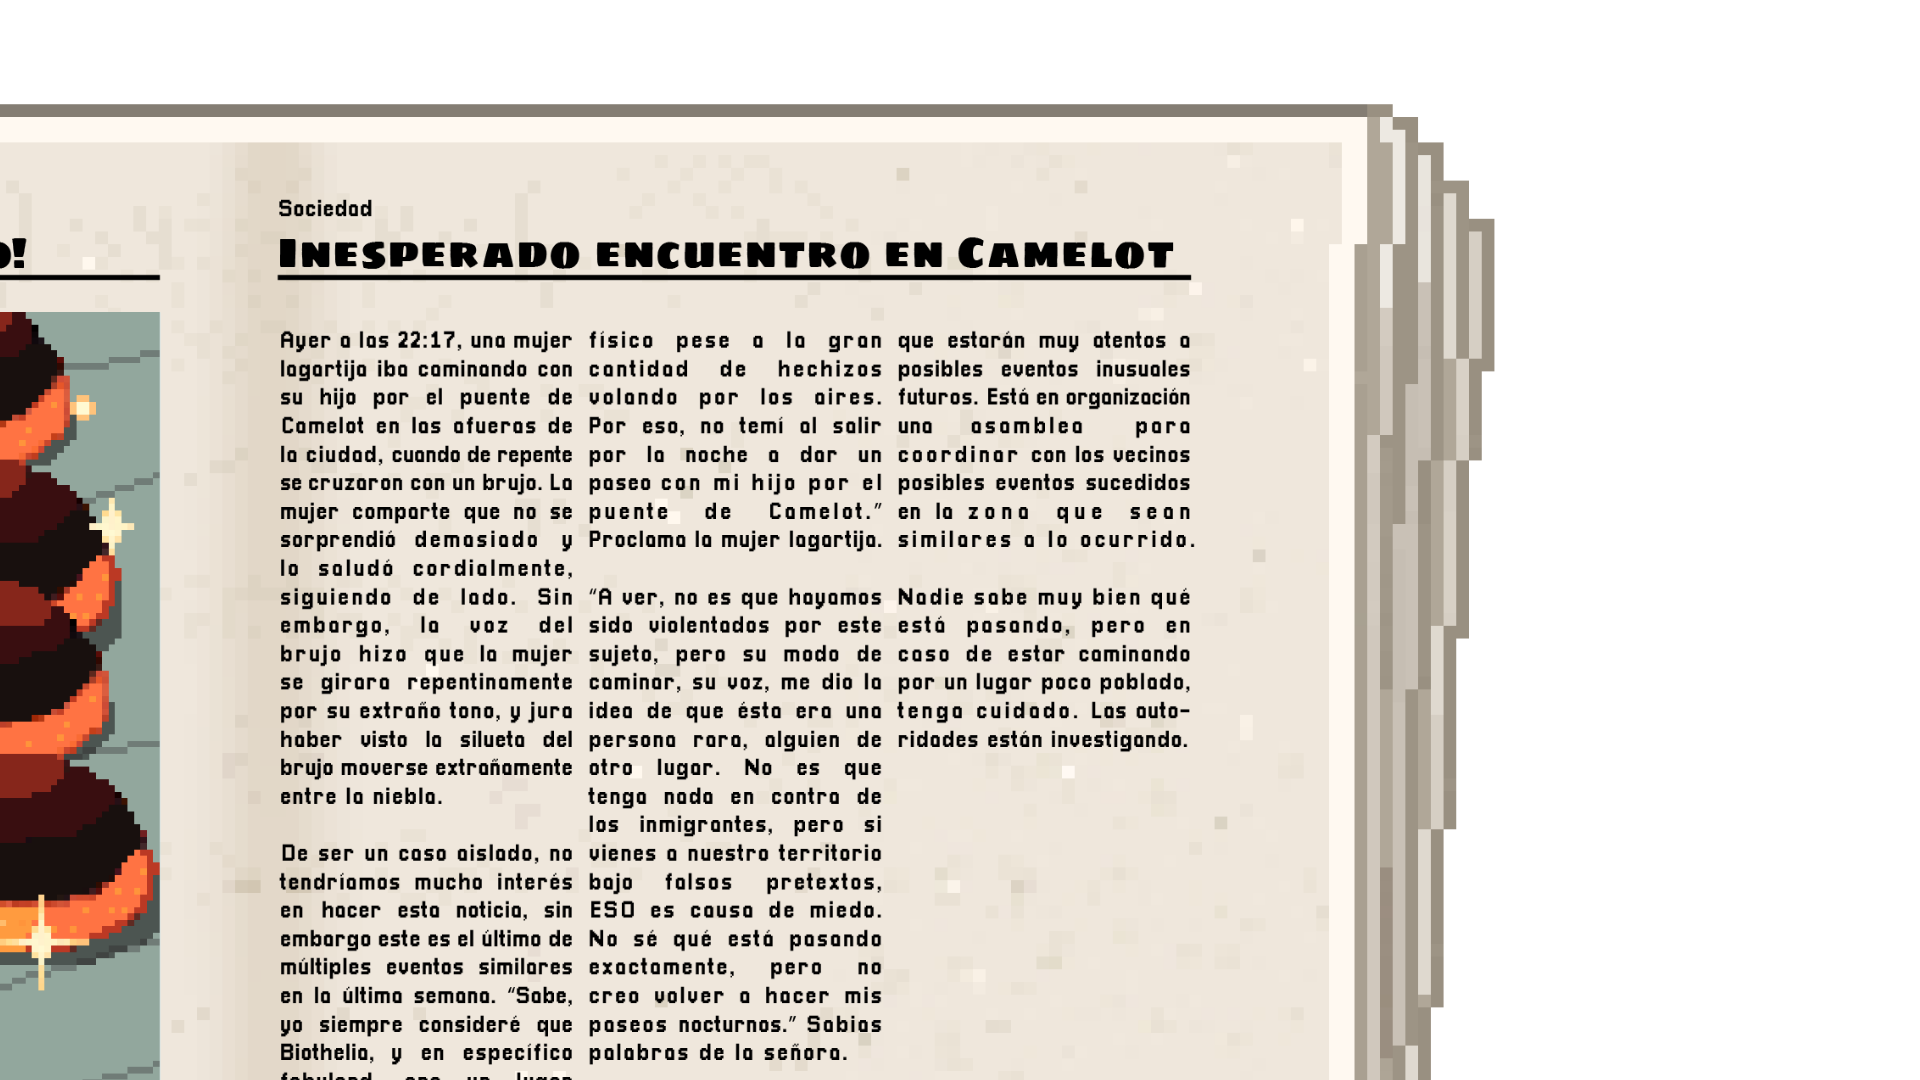 o!
Sociedad
Inesperado encuentro en Camelot
Ayer a las 22:17, una mujer
lagartija iba caminando con
su hijo por el puente de
Camelot en las afueras de
la ciudad, cuando de repente
se cruzaron con un brujo. La
mujer comparte que no se
sorprendió demasiado y
lo saludó cordialmente,
siguiendo de lado. Sin
embargo, la voz del
brujo hizo que la mujer
se girara repentinamente
por su extraño tono, y jura
haber visto la silueta del
brujo moverse extrañamente
entre la niebla.
De ser un caso aislado, no
tendríamos mucho interés
en hacer esta noticia, sin
embargo este es el último de
múltiples eventos similares
en la última semana. "Sabe,
yo siempre consideré que
Biothelia, y en específico
fabuland, era un lugar
físico pese a la gran
cantidad de hechizos
volando por los aires.
Por eso, no temí al salir
por la noche a dar un
paseo con mi hijo por el
puente de Camelot."
Proclama la mujer lagartija.
"A ver, no es que hayamos
sido violentados por este
sujeto, pero su modo de
caminar, su voz, me dio la
idea de que ésta era una
persona rara, alguien de
otro lugar. No es que
tenga nada en contra de
los inmigrantes, pero si
vienes a nuestro territorio
bajo falsos pretextos,
ESO es causa de miedo.
No sé qué está pasando
exactamente, pero no
creo volver a hacer mis
paseos nocturnos." Sabias
palabras de la señora.
que estarán muy atentos a
posibles eventos inusuales
futuros. Está en organización
una asamblea para
coordinar con los vecinos
posibles eventos sucedidos
en la zona que sean
similares a lo ocurrido.
Nadie sabe muy bien qué
está pasando, pero en
caso de estar caminando
por un lugar poco poblado,
tenga cuidado. Las auto-
ridades están investigando.